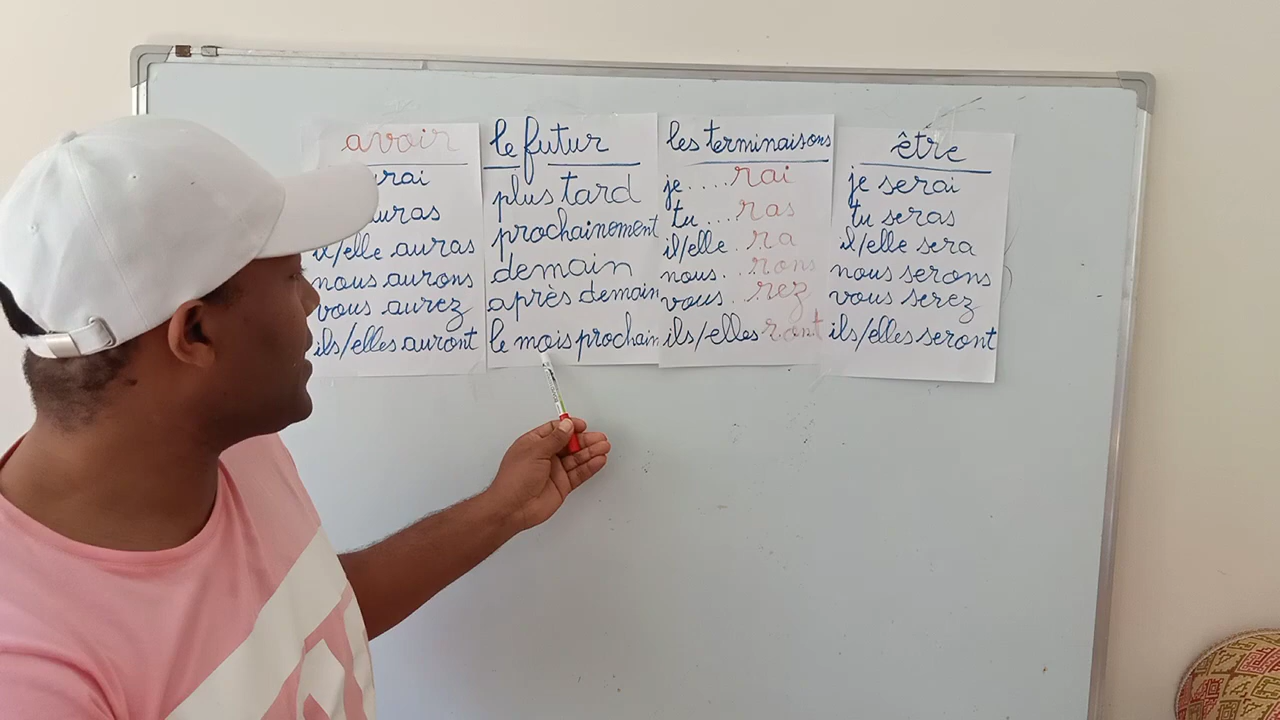 avoir
urai
uras
il/elle auras
nous aurons
vous aurez
ils/elles auront
le futur
plus tard
prochainement
demain
après demain
le mois prochain
les terminaisons
je....rai
tu...ras
il/elle.ra
nous..rons
vous..rez
ils/elles ront
être
je serai
tu seras
il/elle sera
nous serons
vous serez
ils/elles seront